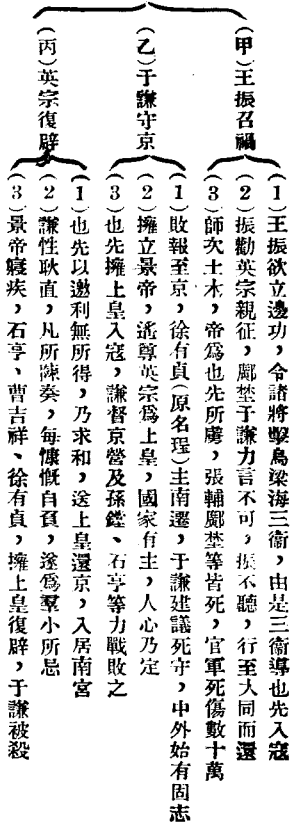 (甲)王振召禍
(1)王振欲立邊功，令諸將擊烏梁海三衞，由是三衞導也先入寇
(2)振勸英宗親征，鄺埜于謙力言不可，振不聽，行至大同而還
(3)師次土木，帝爲也先所虜，張輔鄺埜等皆死，官軍死傷數十萬
(乙)于謙守京
(1)敗報至京，徐有貞(原名珵)主南遷，于謙建議死守，中外始有固志
(2)擁立景帝，遙尊英宗爲上皇，國家有主，人心乃定
(3)也先擁上皇入寇，謙督京營及孫鏜、石亨等力戰敗之
(丙)英宗復辟
(1)也先以邀利無所得，乃求和，送上皇還京，入居南宮
(2)謙性耿直，凡所陳奏，每慷慨自負，遂爲羣小所忌
(3)景帝寢疾，石亨、曹吉祥、徐有貞，擁上皇復辟，于謙被殺